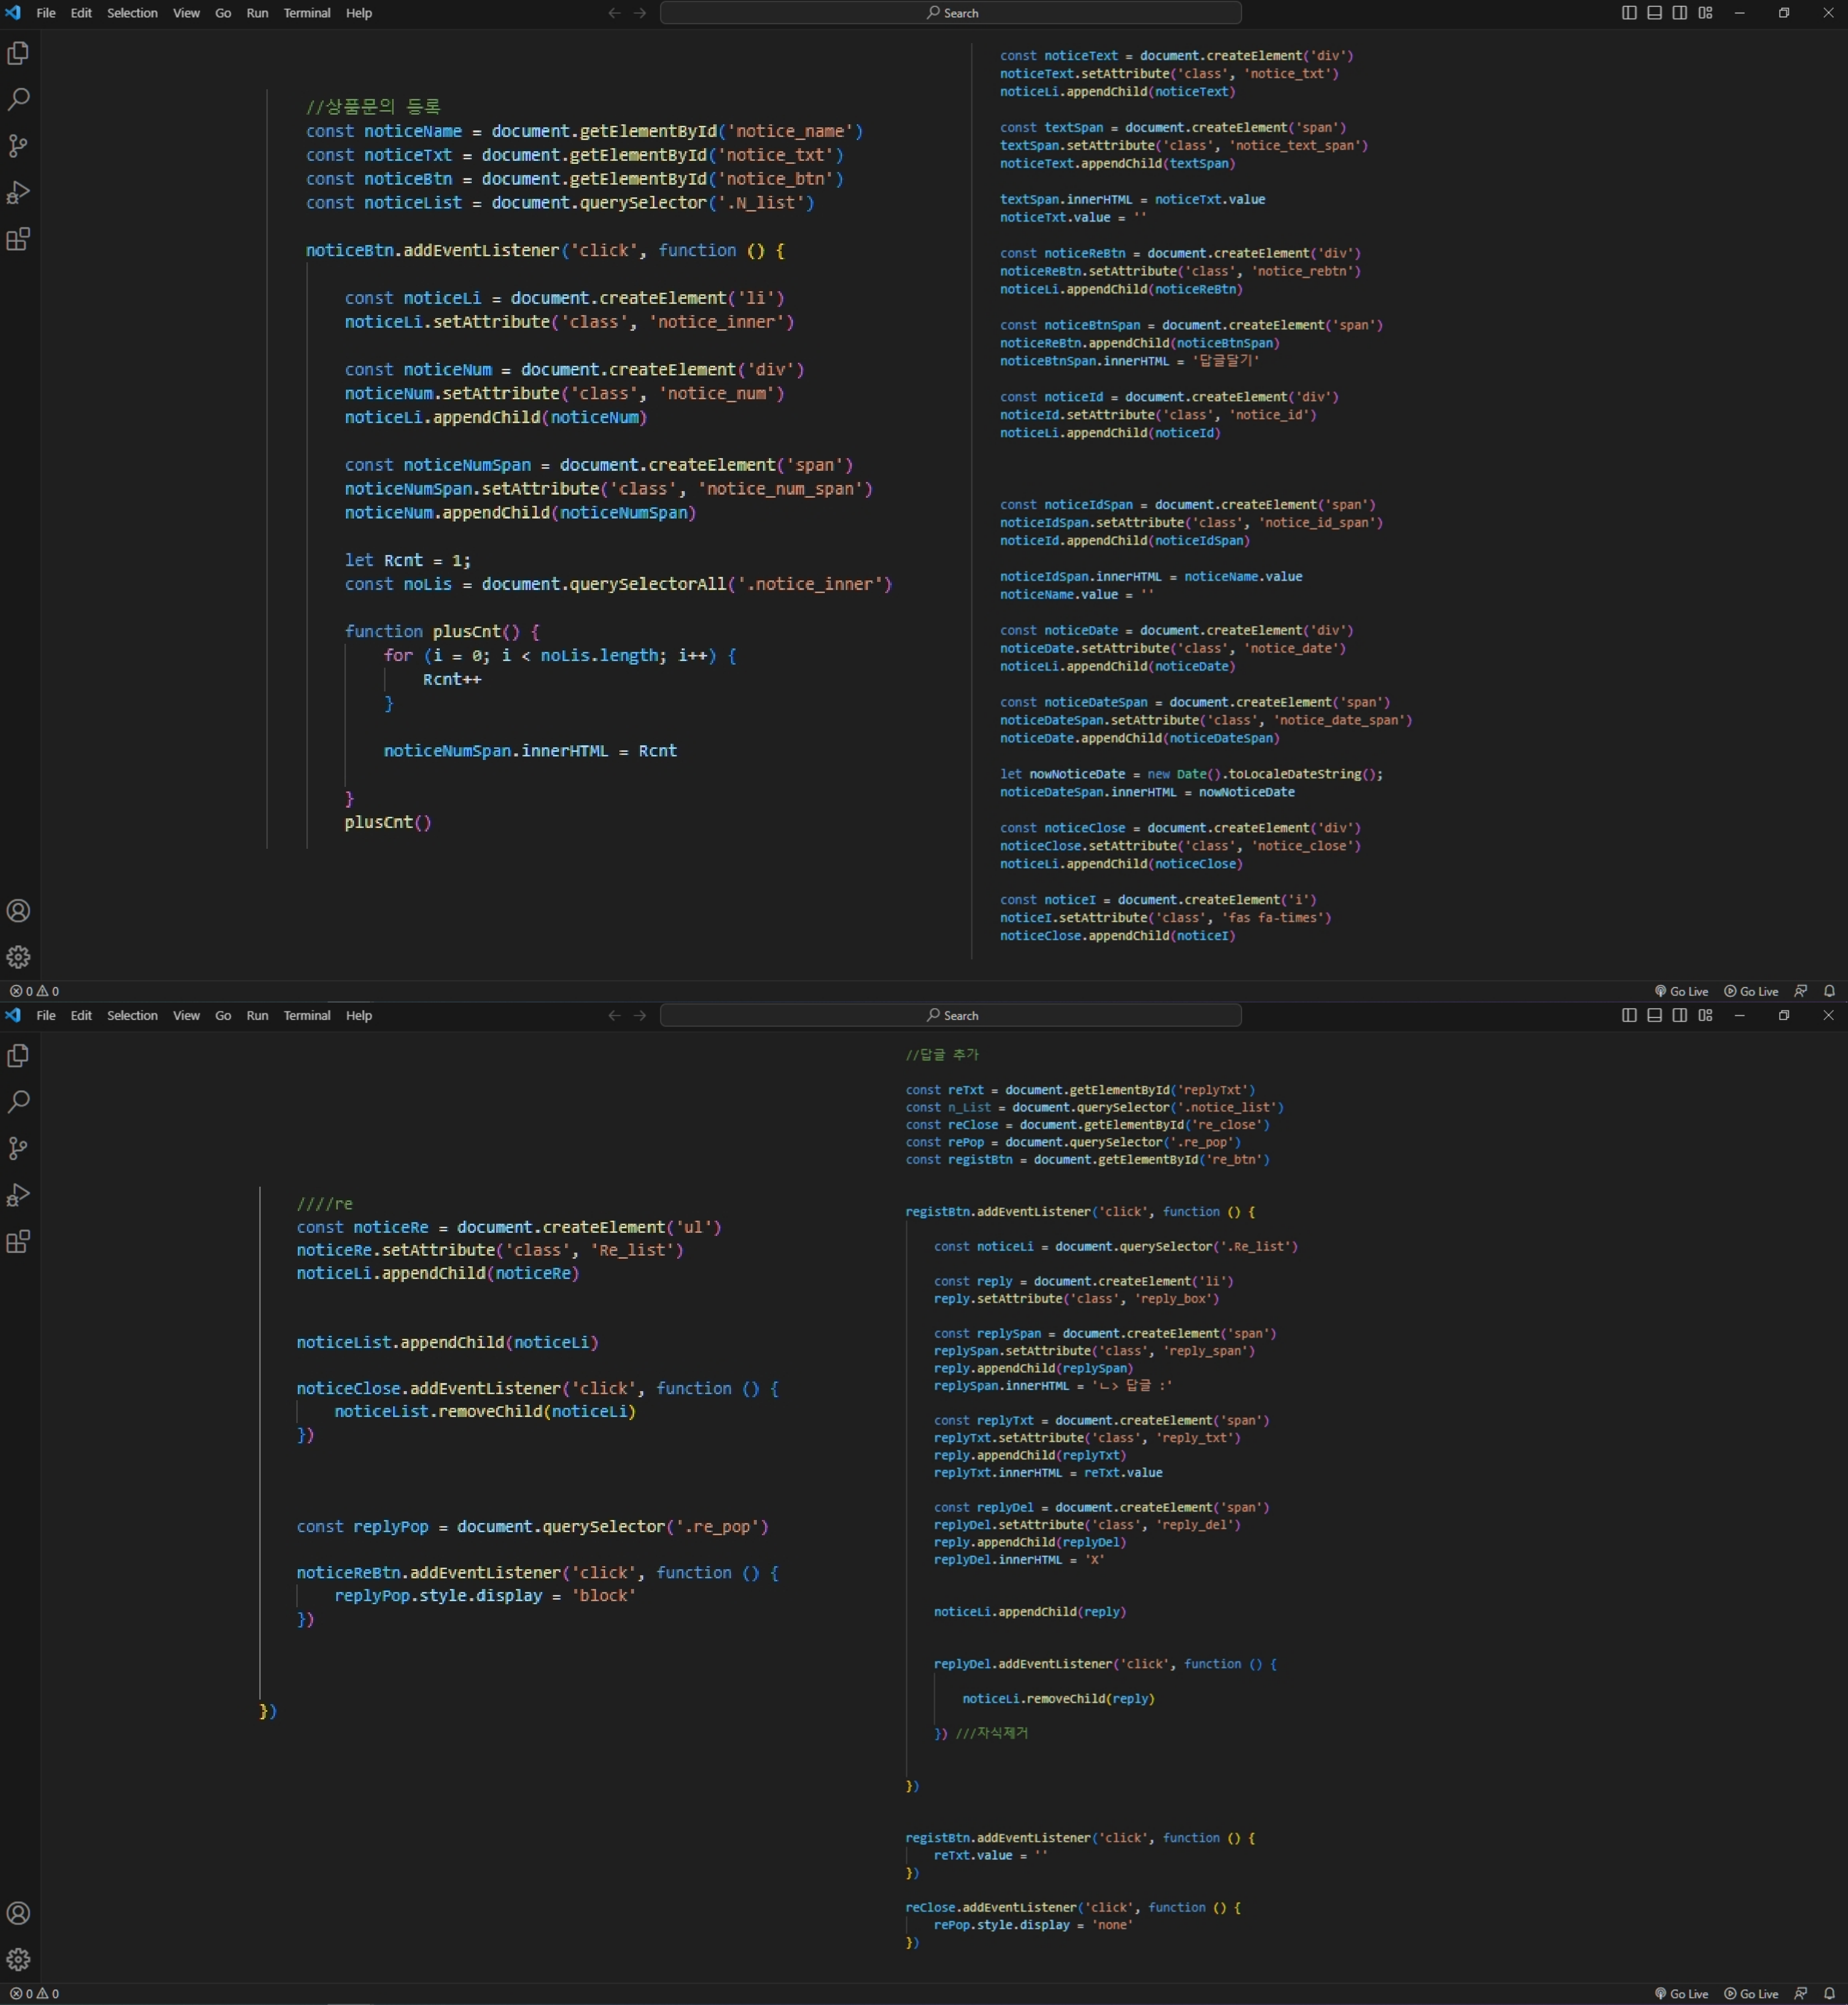 File Edit Selection View Go Run Terminal Help
Search
//상품문의 등록
const noticeName = document.getElementById('notice_name')
const noticeTxt = document.getElementById('notice_txt')
const noticeBtn = document.getElementById('notice_btn')
const noticeList = document.querySelector('.N_list')
noticeBtn.addEventListener('click', function () {
const noticeLi = document.createElement('li')
noticeLi.setAttribute('class', 'notice_inner')
const noticeNum = document.createElement('div')
noticeNum.setAttribute('class', 'notice_num')
noticeLi.appendChild(noticeNum)
const noticeNumSpan = document.createElement('span')
noticeNumSpan.setAttribute('class', 'notice_num_span')
noticeNum.appendChild(noticeNumSpan)
let Rcnt = 1;
const noLis = document.querySelectorAll('.notice_inner')
function plusCnt() {
for (i = 0; i < noLis.length; i++) {
Rcnt++
}
noticeNumSpan.innerHTML = Rcnt
}
plusCnt()
const noticeText = document.createElement('div')
noticeText.setAttribute('class', 'notice_txt')
noticeLi.appendChild(noticeText)
const textSpan = document.createElement('span')
textSpan.setAttribute('class', 'notice_text_span')
noticeText.appendChild(textSpan)
textSpan.innerHTML = noticeTxt.value
noticeTxt.value = ''
const noticeReBtn = document.createElement('div')
noticeReBtn.setAttribute('class', 'notice_rebtn')
noticeLi.appendChild(noticeReBtn)
const noticeBtnSpan = document.createElement('span')
noticeReBtn.appendChild(noticeBtnSpan)
noticeBtnSpan.innerHTML = '답글달기'
const noticeId = document.createElement('div')
noticeId.setAttribute('class', 'notice_id')
noticeLi.appendChild(noticeId)
const noticeIdSpan = document.createElement('span')
noticeIdSpan.setAttribute('class', 'notice_id_span')
noticeId.appendChild(noticeIdSpan)
noticeIdSpan.innerHTML = noticeName.value
noticeName.value = ''
const noticeDate = document.createElement('div')
noticeDate.setAttribute('class', 'notice_date')
noticeLi.appendChild(noticeDate)
const noticeDateSpan = document.createElement('span')
noticeDateSpan.setAttribute('class', 'notice_date_span')
noticeDate.appendChild(noticeDateSpan)
let nowNoticeDate = new Date().toLocaleDateString();
noticeDateSpan.innerHTML = nowNoticeDate
const noticeClose = document.createElement('div')
noticeClose.setAttribute('class', 'notice_close')
noticeLi.appendChild(noticeClose)
const noticeI = document.createElement('i')
noticeI.setAttribute('class', 'fas fa-times')
noticeClose.appendChild(noticeI)
0 0 Go Live Go Live
File Edit Selection View Go Run Terminal Help
Search
////re
const noticeRe = document.createElement('ul')
noticeRe.setAttribute('class', 'Re_list')
noticeLi.appendChild(noticeRe)
noticeList.appendChild(noticeLi)
noticeClose.addEventListener('click', function () {
noticeList.removeChild(noticeLi)
})
const replyPop = document.querySelector('.re_pop')
noticeReBtn.addEventListener('click', function () {
replyPop.style.display = 'block'
})
})
//답글 추가
const reTxt = document.getElementById('replyTxt')
const n_List = document.querySelector('.notice_list')
const reClose = document.getElementById('re_close')
const rePop = document.querySelector('.re_pop')
const registBtn = document.getElementById('re_btn')
registBtn.addEventListener('click', function () {
const noticeLi = document.querySelector('.Re_list')
const reply = document.createElement('li')
reply.setAttribute('class', 'reply_box')
const replySpan = document.createElement('span')
replySpan.setAttribute('class', 'reply_span')
reply.appendChild(replySpan)
replySpan.innerHTML = 'ㄴ> 답글 :'
const replyTxt = document.createElement('span')
replyTxt.setAttribute('class', 'reply_txt')
reply.appendChild(replyTxt)
replyTxt.innerHTML = reTxt.value
const replyDel = document.createElement('span')
replyDel.setAttribute('class', 'reply_del')
reply.appendChild(replyDel)
replyDel.innerHTML = 'X'
noticeLi.appendChild(reply)
replyDel.addEventListener('click', function () {
noticeLi.removeChild(reply)
}) ///자식제거
})
registBtn.addEventListener('click', function () {
reTxt.value = ''
})
reClose.addEventListener('click', function () {
rePop.style.display = 'none'
})
0 0 Go Live Go Live